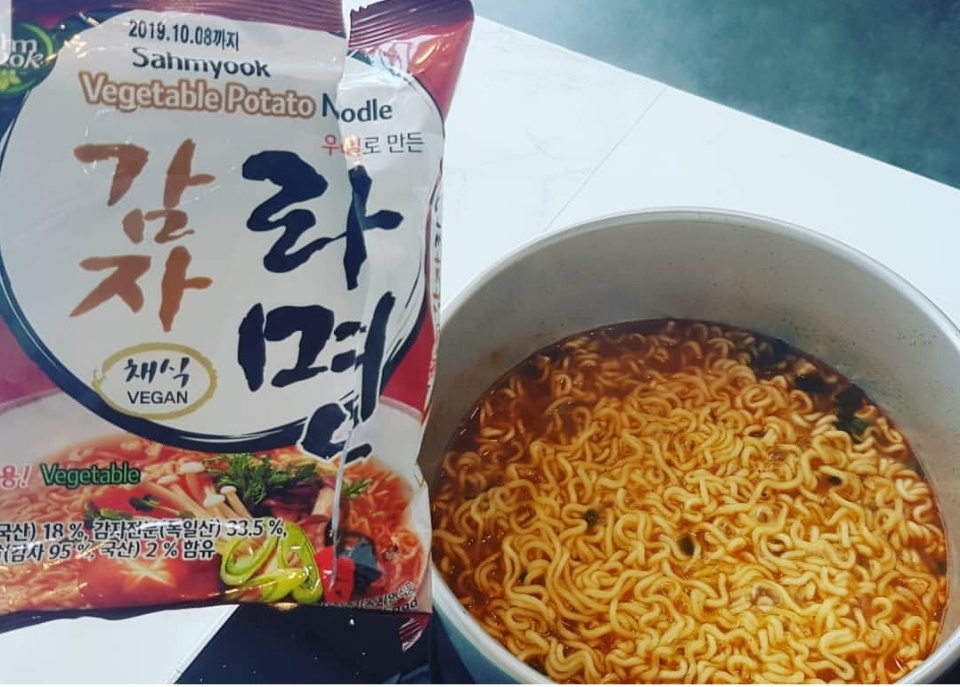 2019.10.08까지
Sahmyook
Vegetable Potato Noodle
로 만든
감자
라면
채식
VEGAN
용! Vegetable
국산) 18 %, 감자전분(독일산) 33.5 %,
(감자 95 %, 국산) 2 % 함유